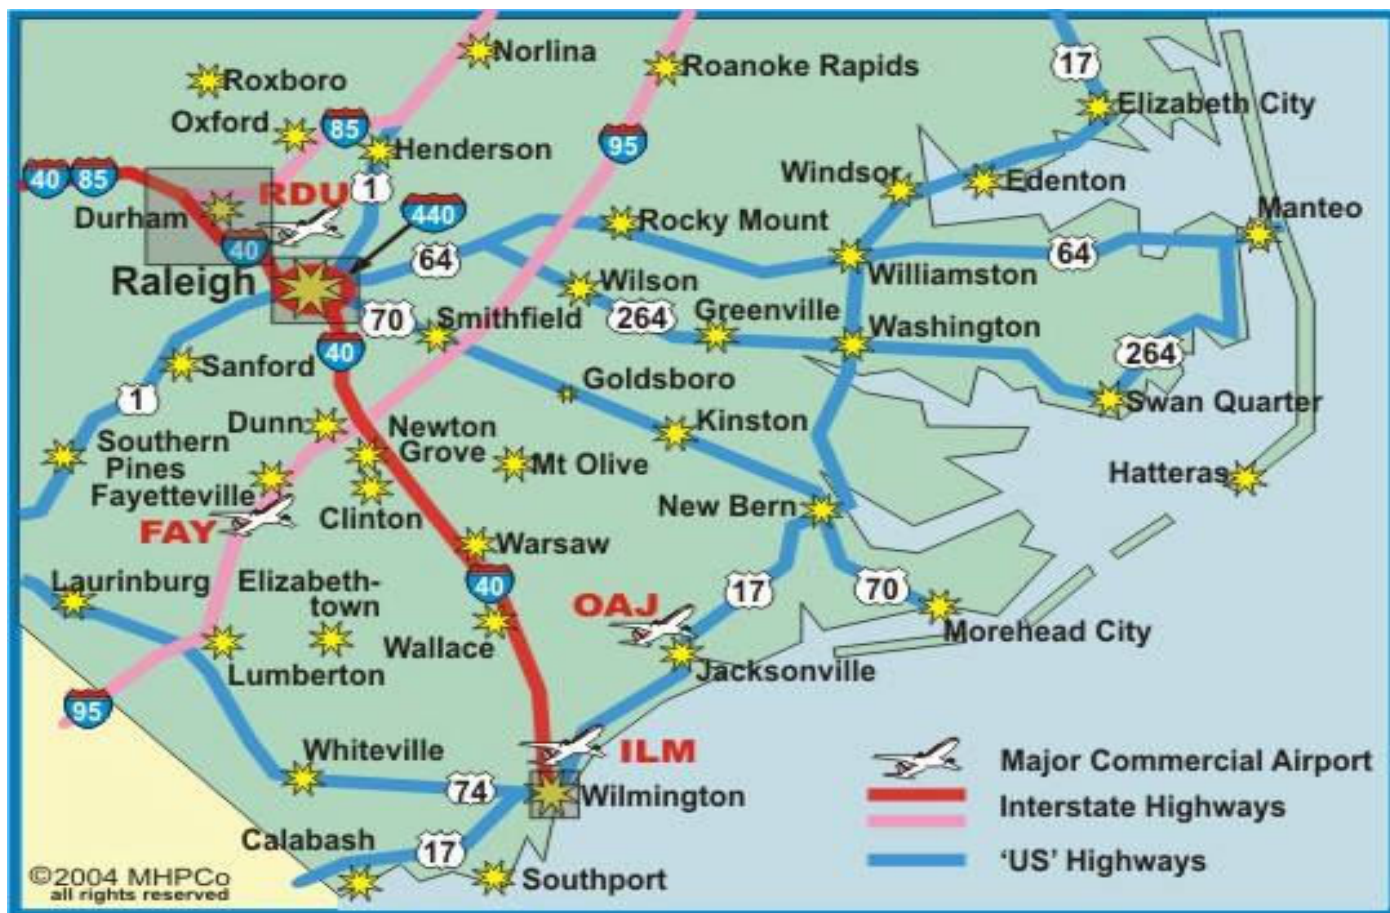 Norlina
Roxboro
Roanoke Rapids
17
Oxford
85
Elizabeth City
95
Henderson
40
85
Windsor
Edenton
1
RDU
Durham
440
Rocky Mount
Manteo
40
64
64
Raleigh
Wilson
Williamston
70
Smithfield
264
Greenville
Washington
40
264
Sanford
Goldsboro
1
Swan Quarter
Dunn
Newton
Grove
Kinston
Southern
Pines
Mt Olive
Hatteras
Fayetteville
Clinton
New Bern
FAY
Warsaw
Laurinburg
Elizabeth-
town
40
17
70
OAJ
Wallace
Morehead City
Lumberton
Jacksonville
95
Whiteville
ILM
Major Commercial Airport
74
Wilmington
Interstate Highways
Calabash
17
'US' Highways
©2004 MHPCo
all rights reserved
Southport